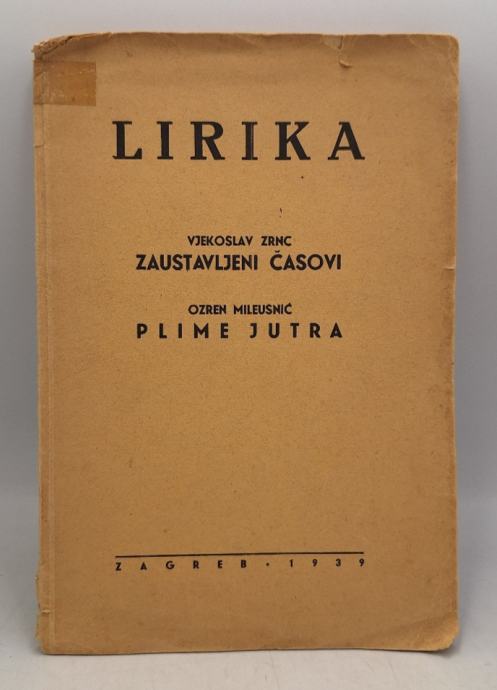 LIRIKA
VJEKOSLAV ZRNC
ZAUSTAVLJENI ČASOVI
OZREN MILEUSNIĆ
PLIME JUTRA
ZAGREB • 1939